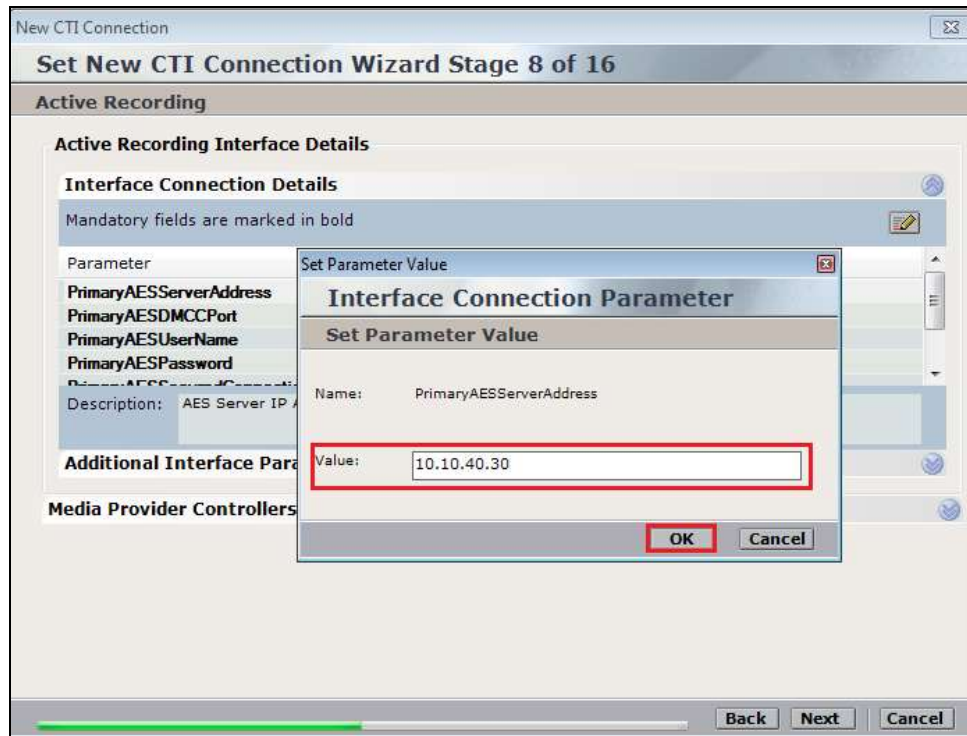 New CTI Connection
Set New CTI Connection Wizard Stage 8 of 16
Active Recording
Active Recording Interface Details
Interface Connection Details
Mandatory fields are marked in bold
Parameter
PrimaryAESServerAddress
PrimaryAESDMCCPort
PrimaryAESUserName
PrimaryAESPassword
Description: AES Server IP
Additional Interface
Media Provider Controllers
Set Parameter Value
Interface Connection Parameter
Set Parameter Value
Name: PrimaryAESServerAddress
Value: 10.10.40.30
OK Cancel
Back Next Cancel